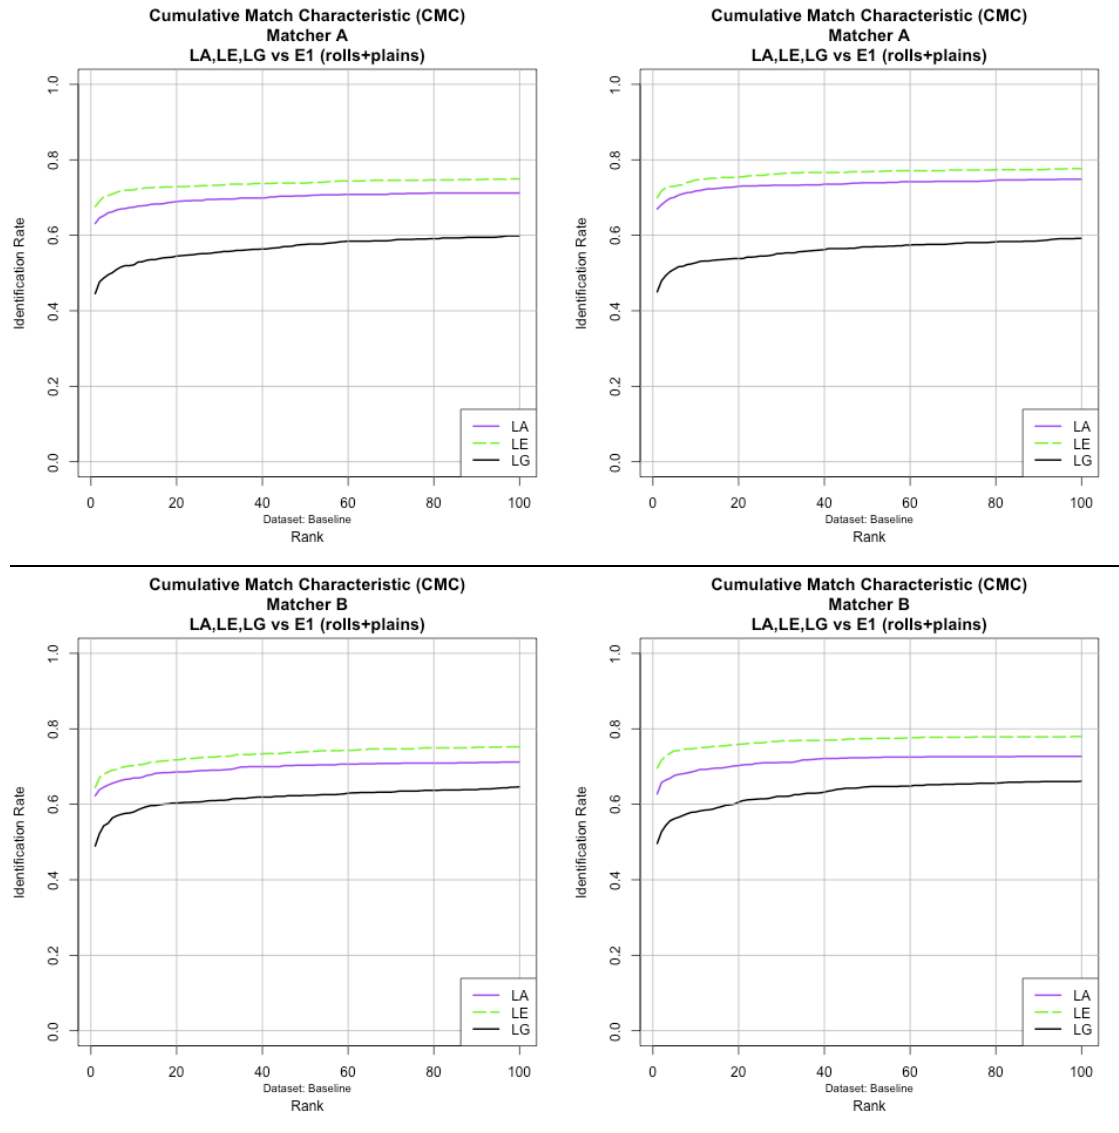 Cumulative Match Characteristic (CMC)
Matcher A
LA,LE,LG vs E1 (rolls+plains)
Identification Rate
1.0
0.8
0.6
0.4
0.2
0.0
LA
LE
LG
0 20 40 60 80 100
Dataset: Baseline
Rank
Cumulative Match Characteristic (CMC)
Matcher A
LA,LE,LG vs E1 (rolls+plains)
Identification Rate
1.0
0.8
0.6
0.4
0.2
0.0
LA
LE
LG
0 20 40 60 80 100
Dataset: Baseline
Rank
Cumulative Match Characteristic (CMC)
Matcher B
LA,LE,LG vs E1 (rolls+plains)
Identification Rate
1.0
0.8
0.6
0.4
0.2
0.0
LA
LE
LG
0 20 40 60 80 100
Dataset: Baseline
Rank
Cumulative Match Characteristic (CMC)
Matcher B
LA,LE,LG vs E1 (rolls+plains)
Identification Rate
1.0
0.8
0.6
0.4
0.2
0.0
LA
LE
LG
0 20 40 60 80 100
Dataset: Baseline
Rank